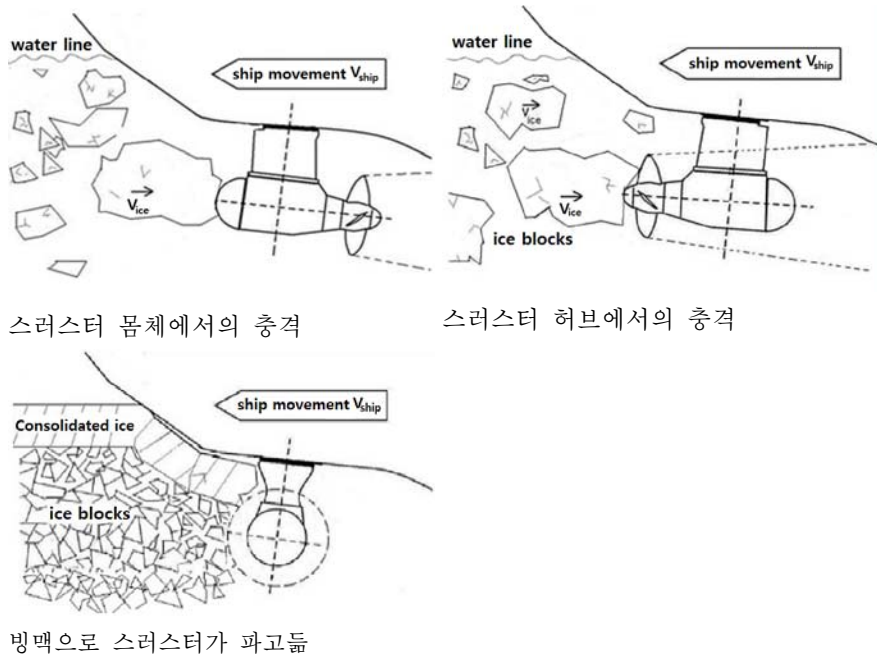 water line
ship movement Vship
Vice
스러스터 몸체에서의 충격
water line
ship movement Vship
Vice
Vice
ice blocks
스러스터 허브에서의 충격
ship movement Vship
Consolidated ice
ice blocks
빙맥으로 스러스터가 파고듦